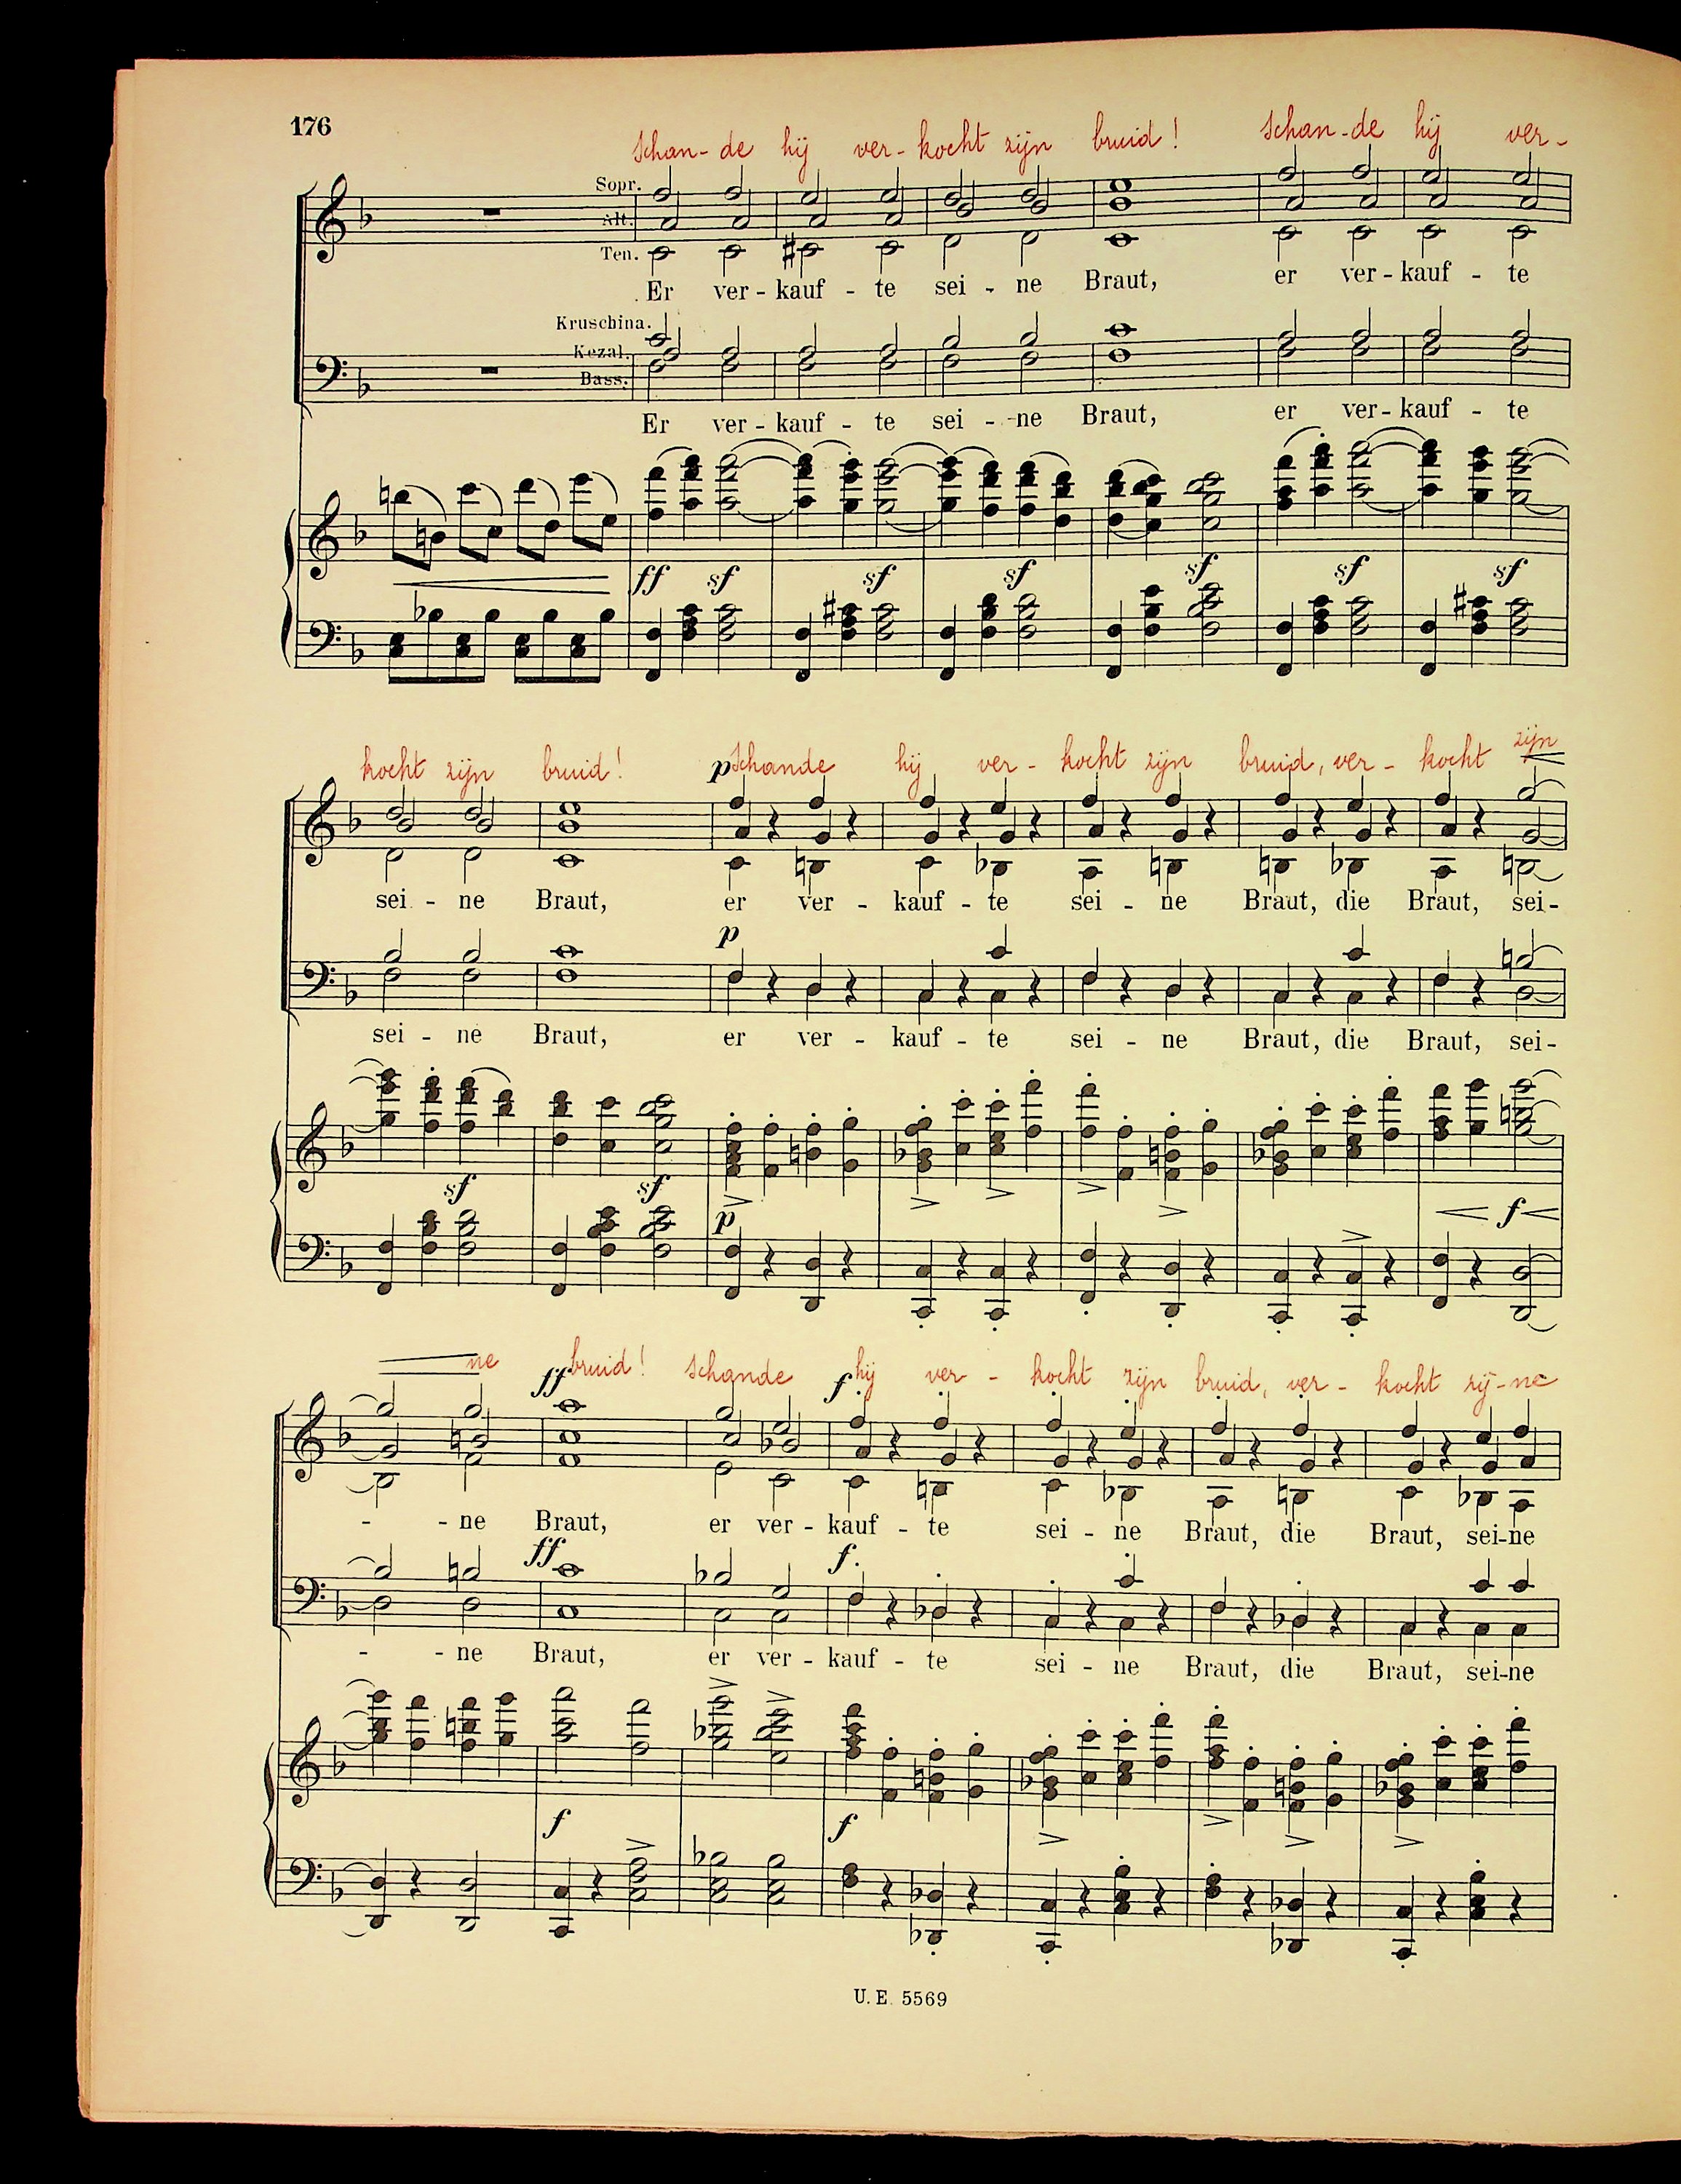 176
Schan-de hij ver-kocht zijn bruid! Schan-de hij ver-
Sopr.
Alt.
Ten.
Er ver-kauf-te sei-ne Braut, er ver-kauf-te
Kruschina.
Kezal.
Bass.
Er ver-kauf-te sei-ne Braut, er ver-kauf-te
ff sf sf sf sf sf sf
kocht zijn bruid! Schande hij ver-kocht zijn bruid, ver-kocht zijn
p
sei-ne Braut, er ver-kauf-te sei-ne Braut, die Braut, sei-
p
sei-ne Braut, er ver-kauf-te sei-ne Braut, die Braut, sei-
sf sf p f
ne bruid! Schande hij ver-kocht zijn bruid, ver-kocht zij-ne
ff f
- -ne Braut, er ver-kauf-te sei-ne Braut, die Braut, sei-ne
ff f
- -ne Braut, er ver-kauf-te sei-ne Braut, die Braut, sei-ne
f f
U. E. 5569